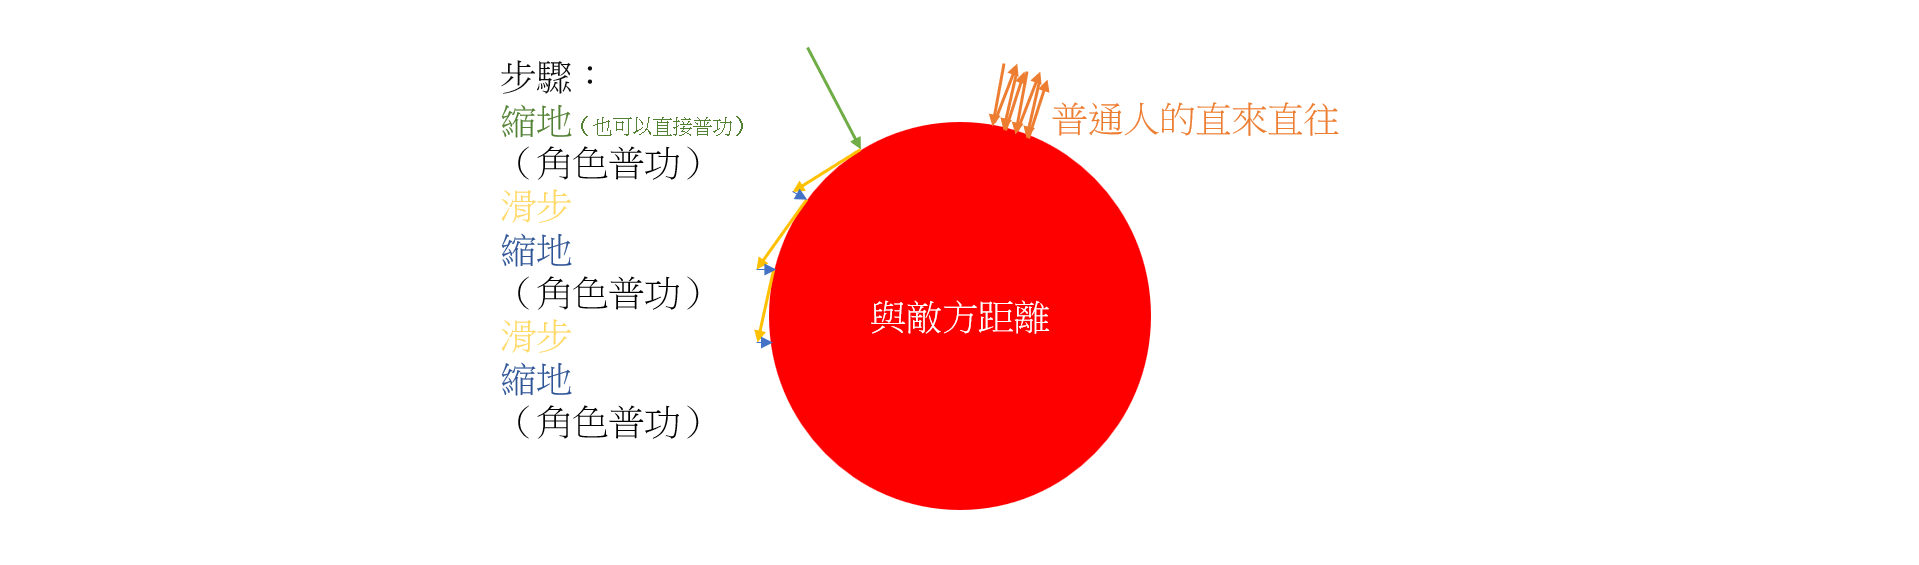 步驟：
縮地（也可以直接普功）
（角色普功）
滑步
縮地
（角色普功）
滑步
縮地
（角色普功）
普通人的直來直往
與敵方距離